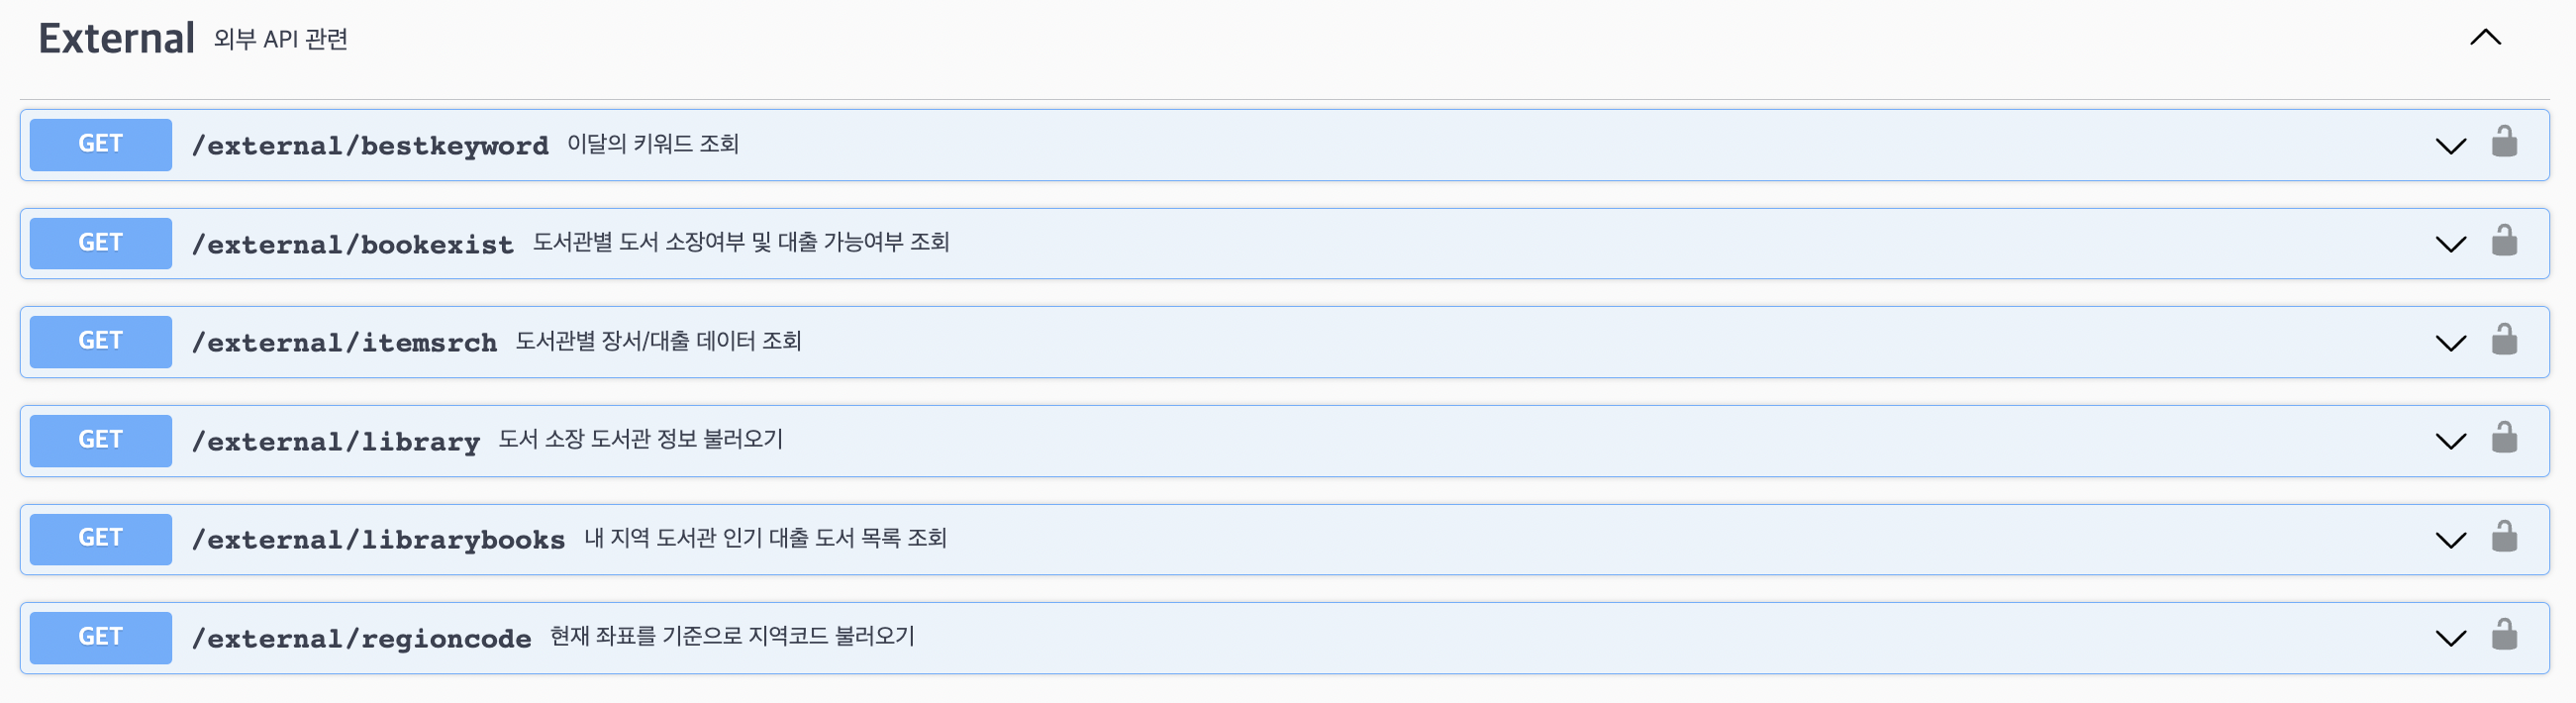 External 외부 API 관련
GET /external/bestkeyword 이달의 키워드 조회
GET /external/bookexist 도서관별 도서 소장여부 및 대출 가능여부 조회
GET /external/itemsrch 도서관별 장서/대출 데이터 조회
GET /external/library 도서 소장 도서관 정보 불러오기
GET /external/librarybooks 내 지역 도서관 인기 대출 도서 목록 조회
GET /external/regioncode 현재 좌표를 기준으로 지역코드 불러오기